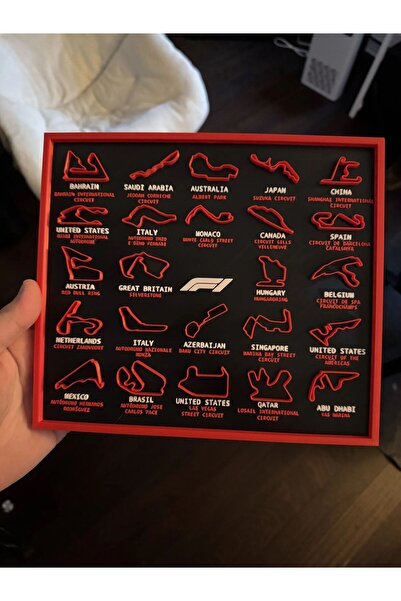 BAHRAIN
BAHRAIN INTERNATIONAL
CIRCUIT
SAUDI ARABIA
JEDDAH CORNICHE
CIRCUIT
AUSTRALIA
ALBERT PARK
JAPAN
SUZUKA CIRCUIT
CHINA
SHANGHAI INTERNATIONAL
CIRCUIT
UNITED STATES
MIAMI INTERNATIONAL
AUTODROME
ITALY
AUTODROMO ENZO
E DINO FERRARI
MONACO
MONTE CARLO STREET
CIRCUIT
CANADA
CIRCUIT GILLES
VILLENEUVE
SPAIN
CIRCUIT DE BARCELONA
CATALUNYA
AUSTRIA
RED BULL RING
GREAT BRITAIN
SILVERSTONE
F1
HUNGARY
HUNGARORING
BELGIUM
CIRCUIT DE SPA
FRANCORCHAMPS
NETHERLANDS
CIRCUIT ZANDVOORT
ITALY
AUTODROMO NAZIONALE
MONZA
AZERBAIJAN
BAKU CITY CIRCUIT
SINGAPORE
MARINA BAY STREET
CIRCUIT
UNITED STATES
CIRCUIT OF THE
AMERICAS
MEXICO
AUTÓDROMO HERMANOS
RODRÍGUEZ
BRASIL
AUTÓDROMO JOSÉ
CARLOS PACE
UNITED STATES
LAS VEGAS
STREET CIRCUIT
QATAR
LOSAIL INTERNATIONAL
CIRCUIT
ABU DHABI
YAS MARINA